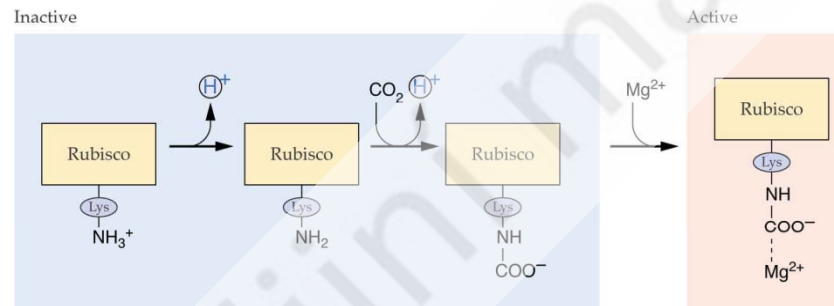 Inactive
Active
H+
CO2 H+
Mg2+
Rubisco
Rubisco
Rubisco
Rubisco
Lys
Lys
Lys
Lys
NH3+
NH2
NH
COO−
NH
COO−
Mg2+